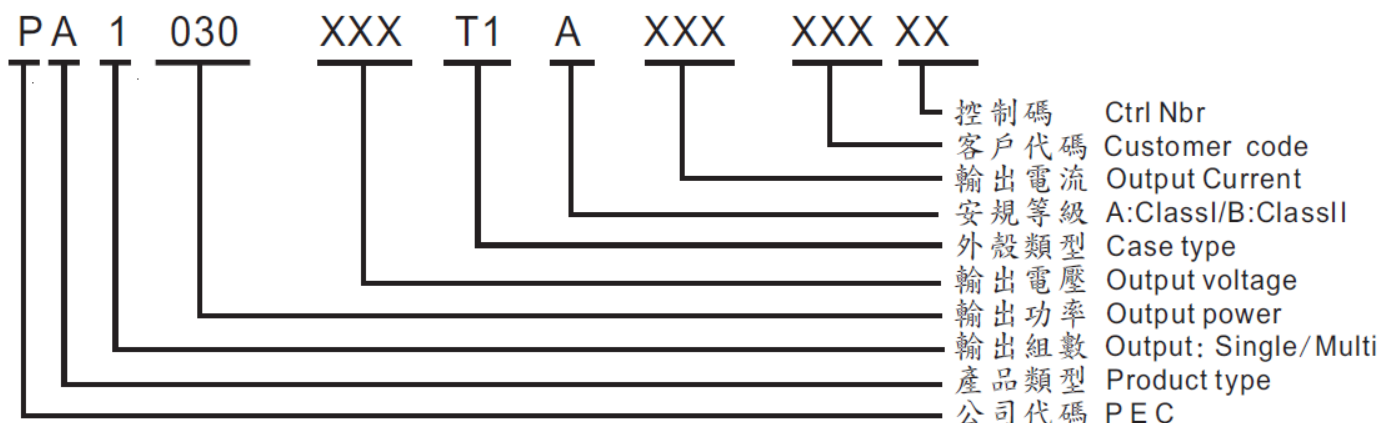 P A 1 030 XXX T1 A XXX XXX XX
控制碼 Ctrl Nbr
客戶代碼 Customer code
輸出電流 Output Current
安規等級 A:ClassI/B:ClassII
外殼類型 Case type
輸出電壓 Output voltage
輸出功率 Output power
輸出組數 Output: Single/Multi
產品類型 Product type
公司代碼 PEC